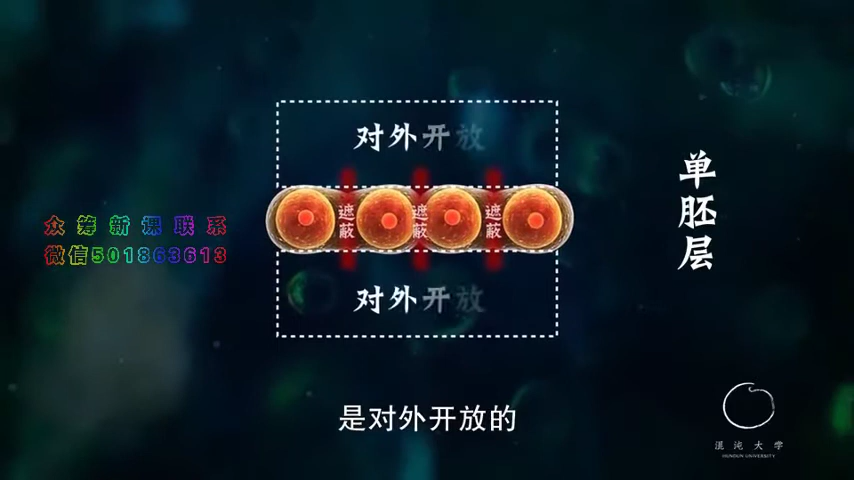 对外开放
单胚层
遮蔽
遮蔽
遮蔽
众筹新课联系
微信501863613
对外开放
是对外开放的
混沌大学
HUNDUN UNIVERSITY